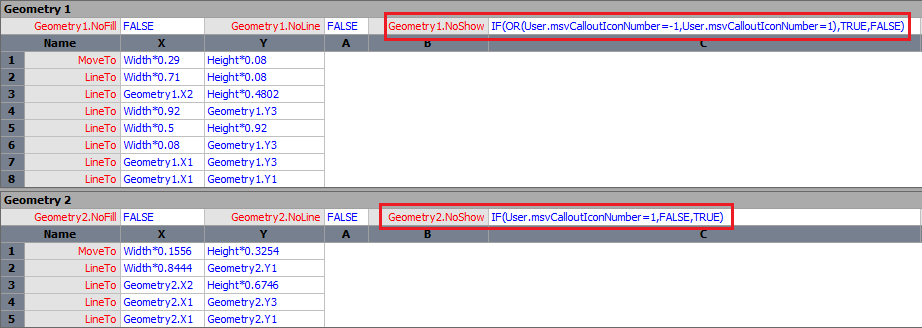 Geometry 1
Geometry1.NoFill FALSE Geometry1.NoLine FALSE Geometry1.NoShow IF(OR(User.msvCalloutIconNumber=-1,User.msvCalloutIconNumber=1),TRUE,FALSE)
Name X Y A B C
1 MoveTo Width*0.29 Height*0.08
2 LineTo Width*0.71 Height*0.08
3 LineTo Geometry1.X2 Height*0.4802
4 LineTo Width*0.92 Geometry1.Y3
5 LineTo Width*0.5 Height*0.92
6 LineTo Width*0.08 Geometry1.Y3
7 LineTo Geometry1.X1 Geometry1.Y3
8 LineTo Geometry1.X1 Geometry1.Y1
Geometry 2
Geometry2.NoFill FALSE Geometry2.NoLine FALSE Geometry2.NoShow IF(User.msvCalloutIconNumber=1,FALSE,TRUE)
Name X Y A B C
1 MoveTo Width*0.1556 Height*0.3254
2 LineTo Width*0.8444 Geometry2.Y1
3 LineTo Geometry2.X2 Height*0.6746
4 LineTo Geometry2.X1 Geometry2.Y3
5 LineTo Geometry2.X1 Geometry2.Y1